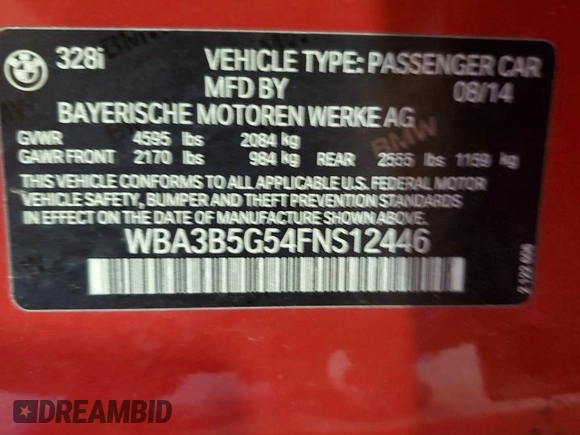 328i VEHICLE TYPE: PASSENGER CAR
MFD BY 08/14
BAYERISCHE MOTOREN WERKE AG
GVWR 4595 lbs 2084 kg
GAWR FRONT 2170 lbs 984 kg REAR 2555 lbs 1159 kg
THIS VEHICLE CONFORMS TO ALL APPLICABLE U.S. FEDERAL MOTOR
VEHICLE SAFETY, BUMPER AND THEFT PREVENTION STANDARDS
IN EFFECT ON THE DATE OF MANUFACTURE SHOWN ABOVE.
WBA3B5G54FNS12446
BMW
DREAMBID